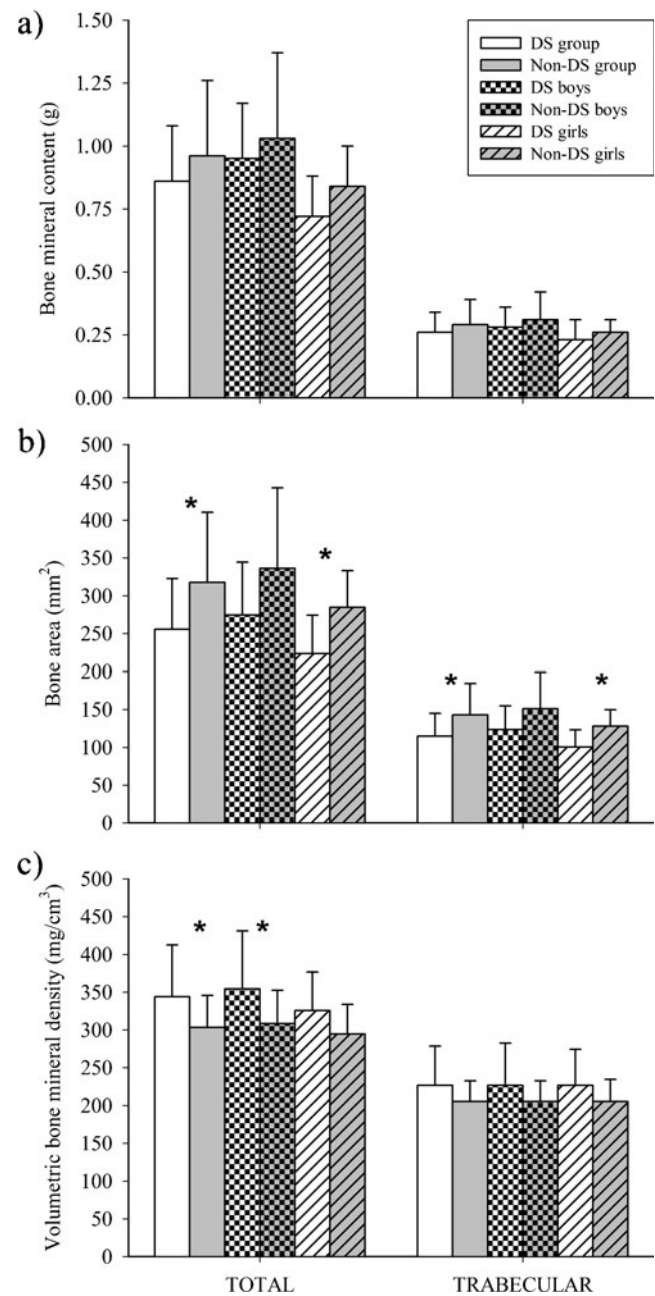 a)
Bone mineral content (g)
1.50
1.25
1.00
0.75
0.50
0.25
0.00
DS group
Non-DS group
DS boys
Non-DS boys
DS girls
Non-DS girls
b)
Bone area (mm²)
500
450
400
350
300
250
200
150
100
50
0
*
*
*
*
c)
Volumetric bone mineral density (mg/cm³)
500
450
400
350
300
250
200
150
100
50
0
*
*
TOTAL
TRABECULAR